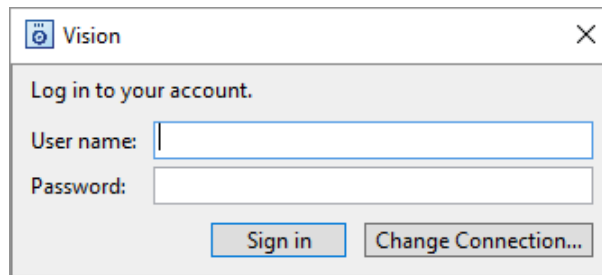 Vision
Log in to your account.
User name:
Password:
Sign in Change Connection...